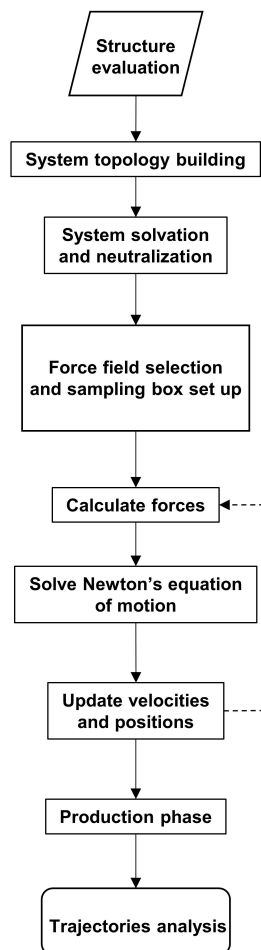 Structure
evaluation
System topology building
System solvation
and neutralization
Force field selection
and sampling box set up
Calculate forces
Solve Newton's equation
of motion
Update velocities
and positions
Production phase
Trajectories analysis